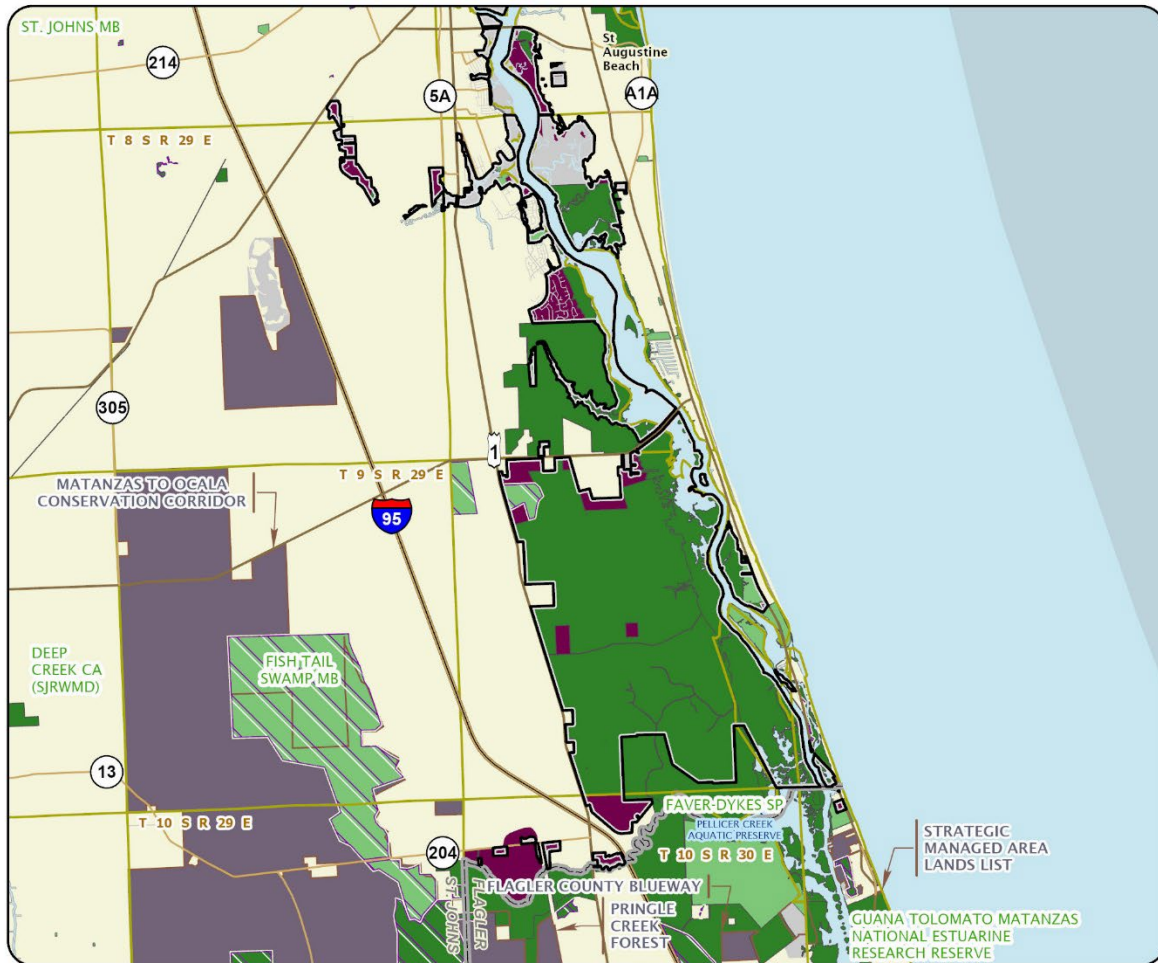 ST. JOHNS MB
St
Augustine
Beach
214
5A
A1A
T 8 S R 29 E
305
1
T 9 S R 29 E
MATANZAS TO OCALA
CONSERVATION CORRIDOR
95
DEEP
CREEK CA
(SJRWMD)
FISH TAIL
SWAMP MB
13
T 10 S R 29 E
FAVER-DYKES SP
PELLICER CREEK
AQUATIC PRESERVE
204
T 10 S R 30 E
STRATEGIC
MANAGED AREA
LANDS LIST
ST. JOHNS
FLAGLER
FLAGLER COUNTY BLUEWAY
PRINGLE
CREEK
FOREST
GUANA TOLOMATO MATANZAS
NATIONAL ESTUARINE
RESEARCH RESERVE